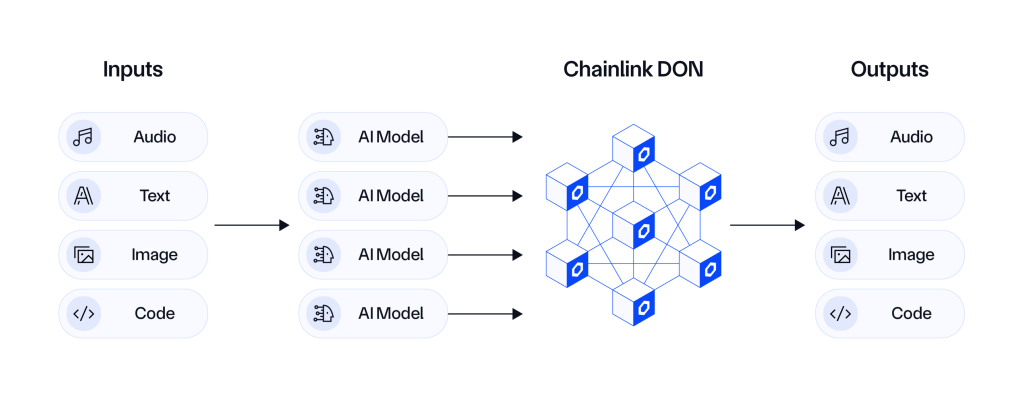 Inputs
Chainlink DON
Outputs
Audio
AI Model
Audio
Text
AI Model
Text
Image
AI Model
Image
Code
AI Model
Code